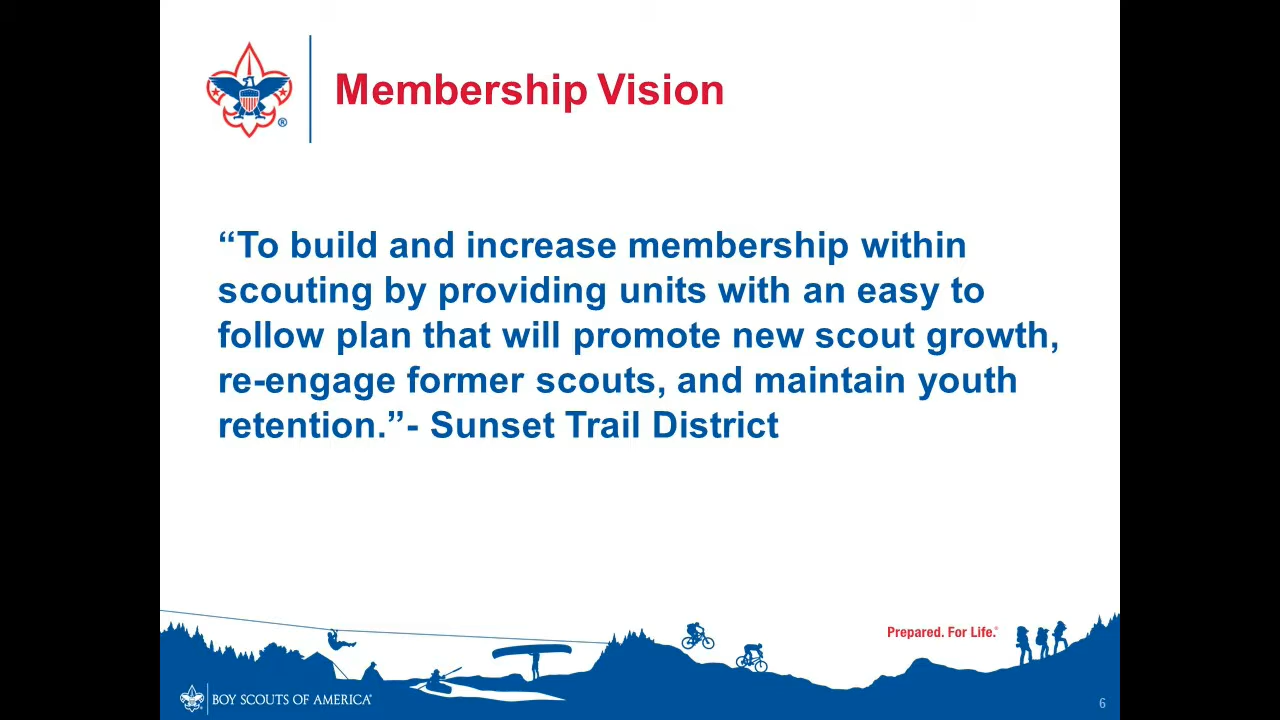 Membership Vision
®
“To build and increase membership within
scouting by providing units with an easy to
follow plan that will promote new scout growth,
re-engage former scouts, and maintain youth
retention.”- Sunset Trail District
Prepared. For Life.®
BOY SCOUTS OF AMERICA®
6